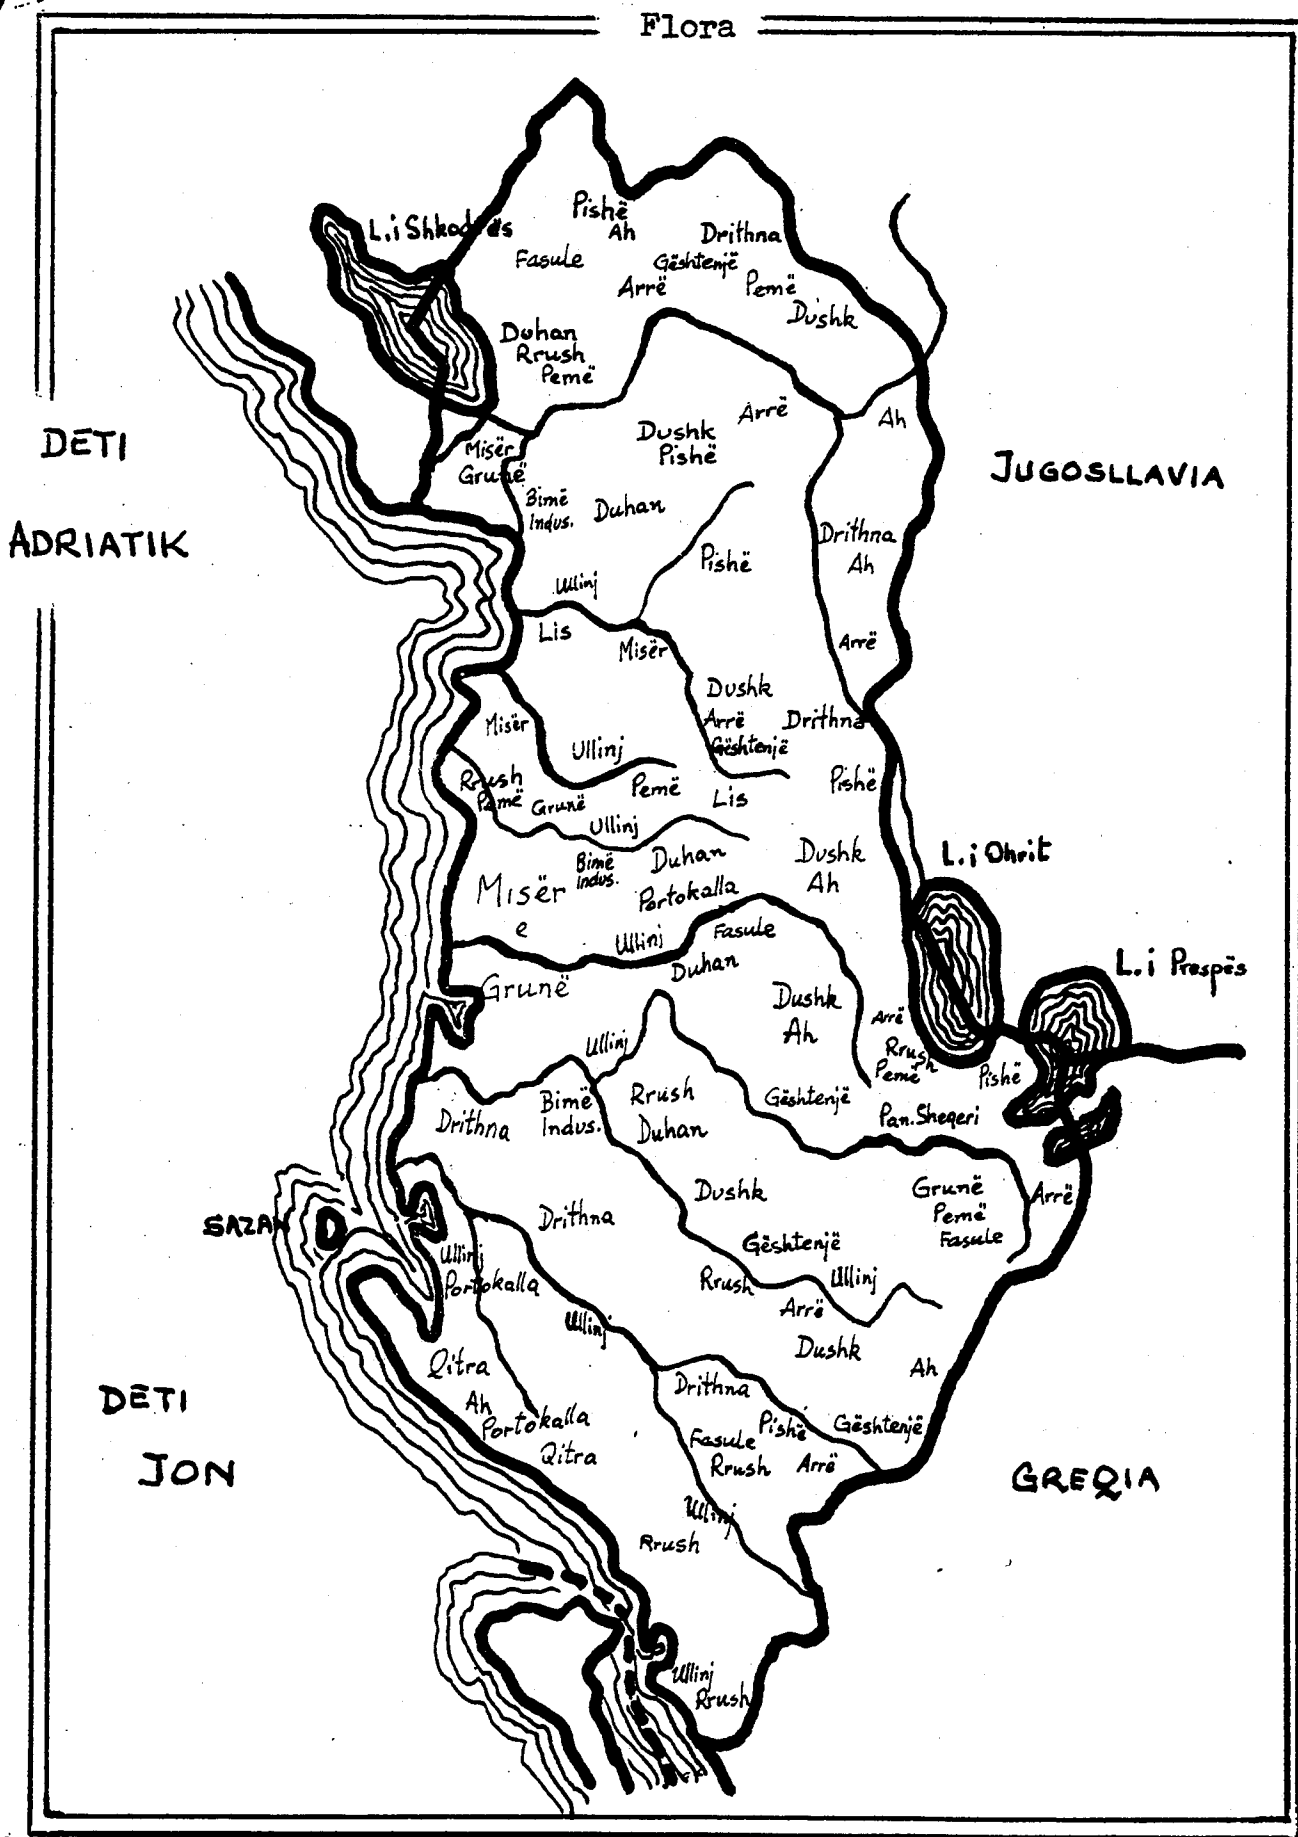 Flora
Pishë
Ah
Drithna
L.i Shkodrës
Fasule
Gështenjë
Arrë
Pemë
Dushk
Duhan
Rrush
Pemë
Arrë
Ah
Dushk
Pishë
DETI
ADRIATIK
JUGOSLLAVIA
Misër
Grunë
Bimë
Indus.
Duhan
Pishë
Drithna
Ah
Ullinj
Lis
Misër
Arrë
Dushk
Arrë
Gështenjë
Drithna
Misër
Ullinj
Pishë
Rrush
Pemë
Grunë
Pemë
Lis
Ullinj
Bimë
Indus.
Duhan
Dushk
Ah
L.i Ohrit
Misër
e
Grunë
Portokalla
Ullinj
Fasule
Duhan
L.i Prespës
Dushk
Ah
Arrë
Rrush
Pemë
Pishë
Ullinj
Drithna
Bimë
Indus.
Rrush
Duhan
Gështenjë
Pan.Sheqeri
Dushk
Grunë
Pemë
Fasule
Arrë
SAZAN
Drithna
Ullinj
Portokalla
Gështenjë
Rrush
Ullinj
Arrë
Ullinj
Dushk
Ah
Qitra
Ah
Portokalla
Qitra
Drithna
Pishë
Gështenjë
Fasule
Rrush
Arrë
DETI
JON
GREQIA
Ullinj
Rrush
Ullinj
Rrush